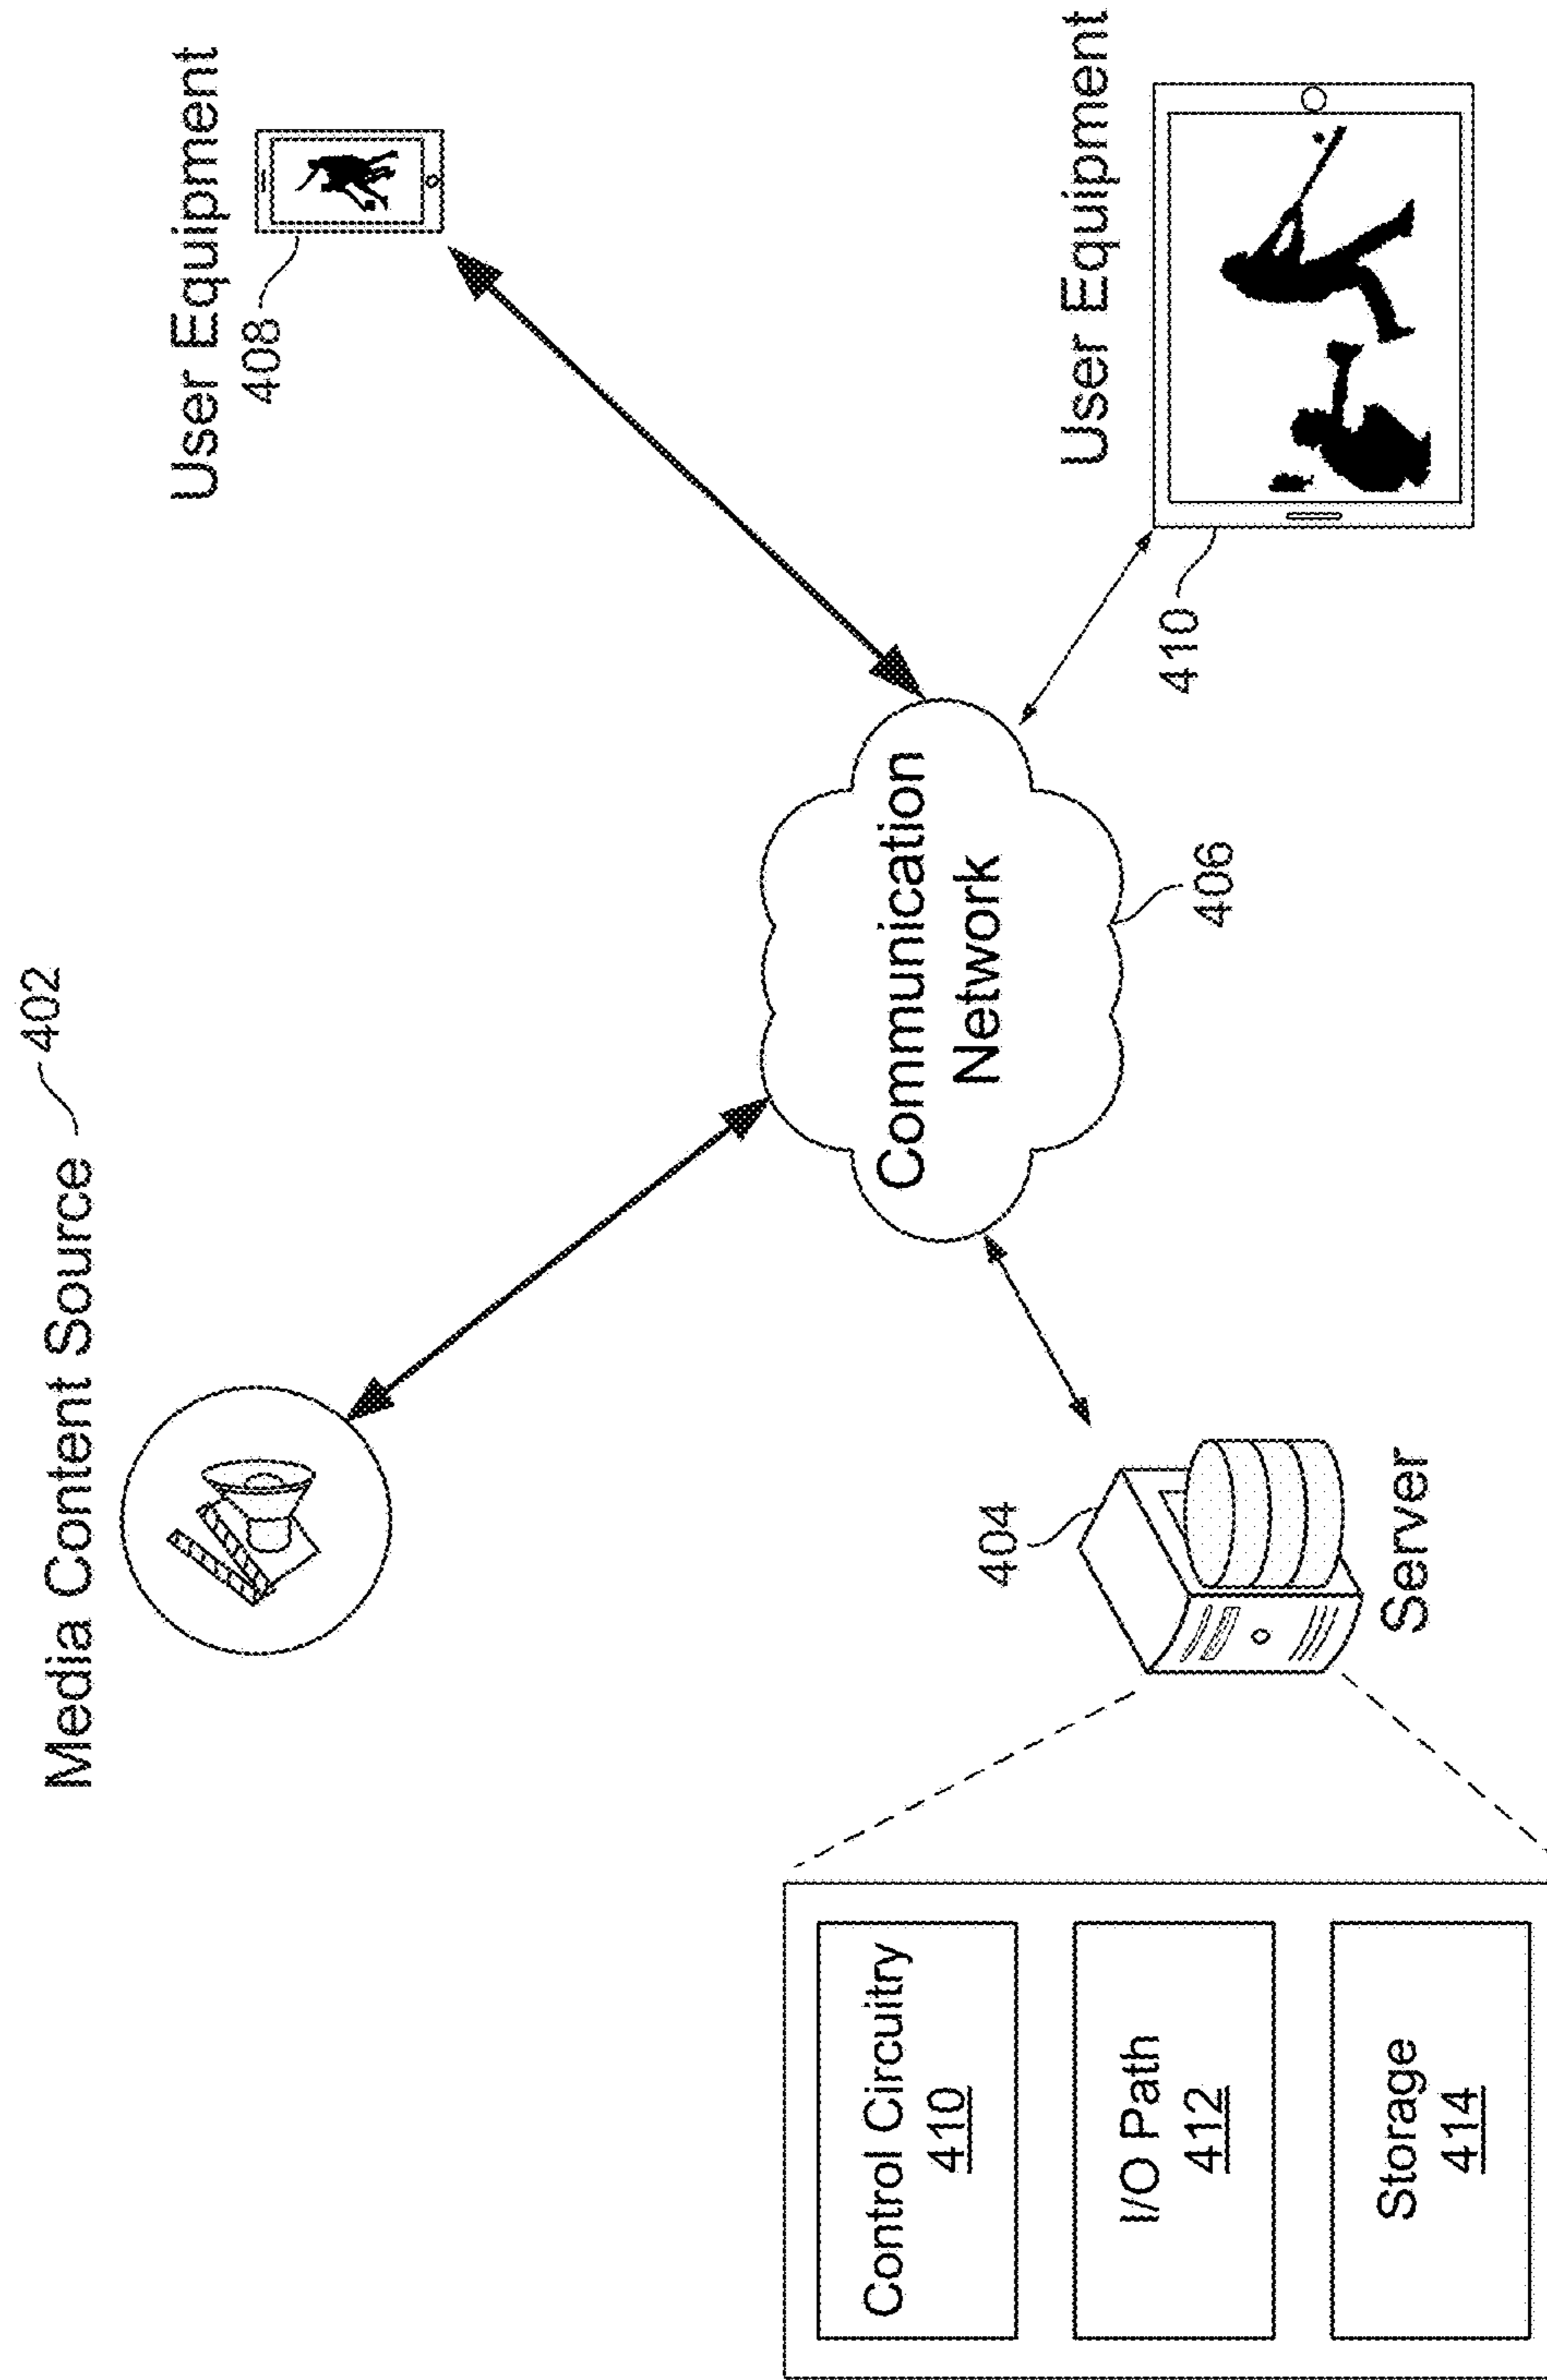 Media Content Source
402
User Equipment
408
Communication
Network
406
404
Server
User Equipment
410
Control Circuitry
410
I/O Path
412
Storage
414